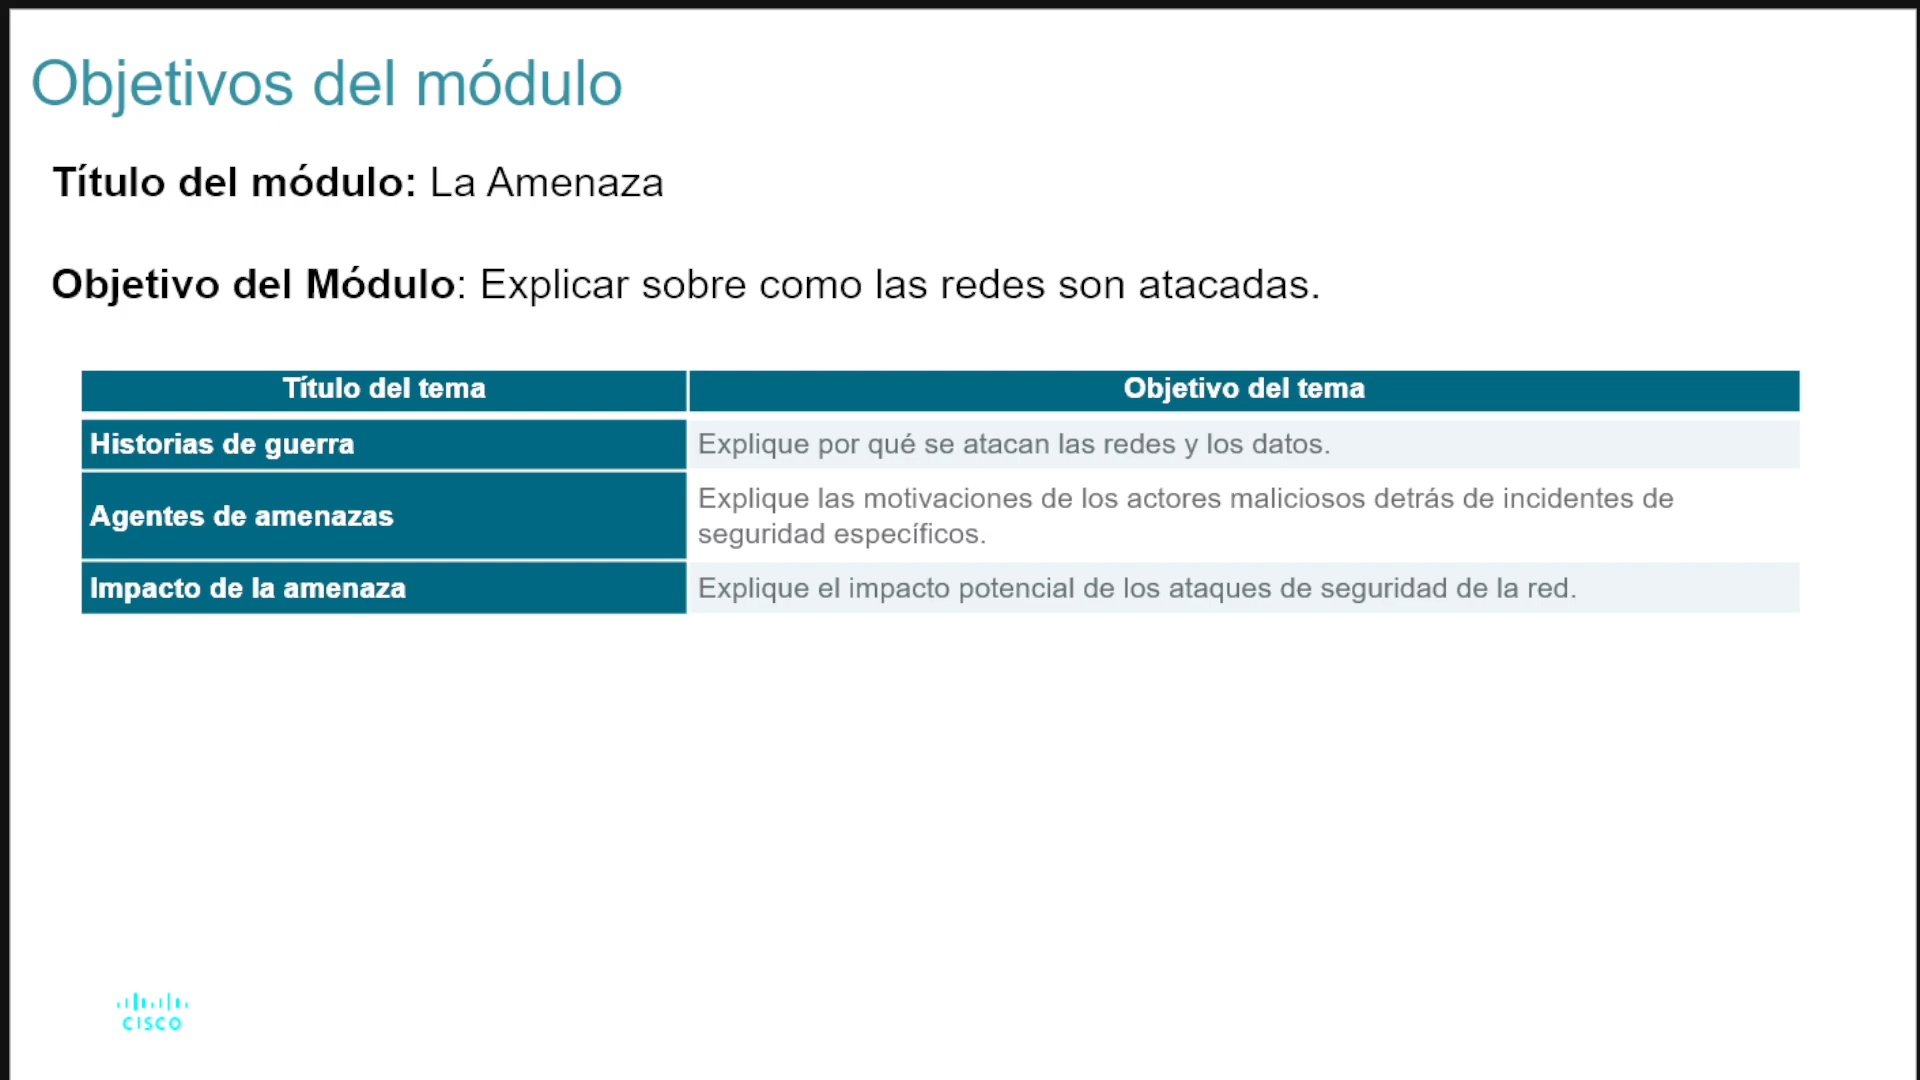 Objetivos del módulo
Título del módulo: La Amenaza
Objetivo del Módulo: Explicar sobre como las redes son atacadas.
Título del tema
Objetivo del tema
Historias de guerra
Explique por qué se atacan las redes y los datos.
Agentes de amenazas
Explique las motivaciones de los actores maliciosos detrás de incidentes de
seguridad específicos.
Impacto de la amenaza
Explique el impacto potencial de los ataques de seguridad de la red.
CISCO